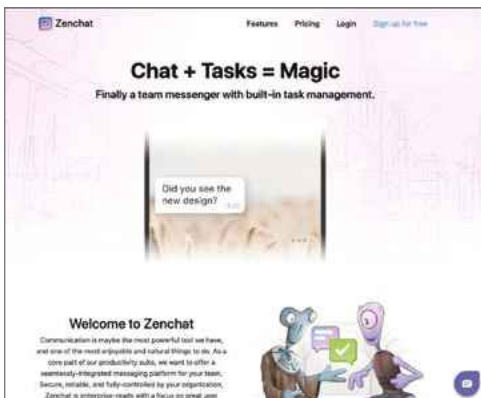 Zenchat
Features Pricing Login Sign up for free
Chat + Tasks = Magic
Finally a team messenger with built-in task management.
Did you see the
new design?
Welcome to Zenchat
Communication is maybe the most powerful tool we have,
and one of the most enjoyable and natural things to do. As a
core part of our productivity suite, we want to offer a
seamlessly-integrated messaging platform for your team.
Secure, reliable, and fully-controlled by your organization,
Zenchat is enterprise-ready with a focus on great user